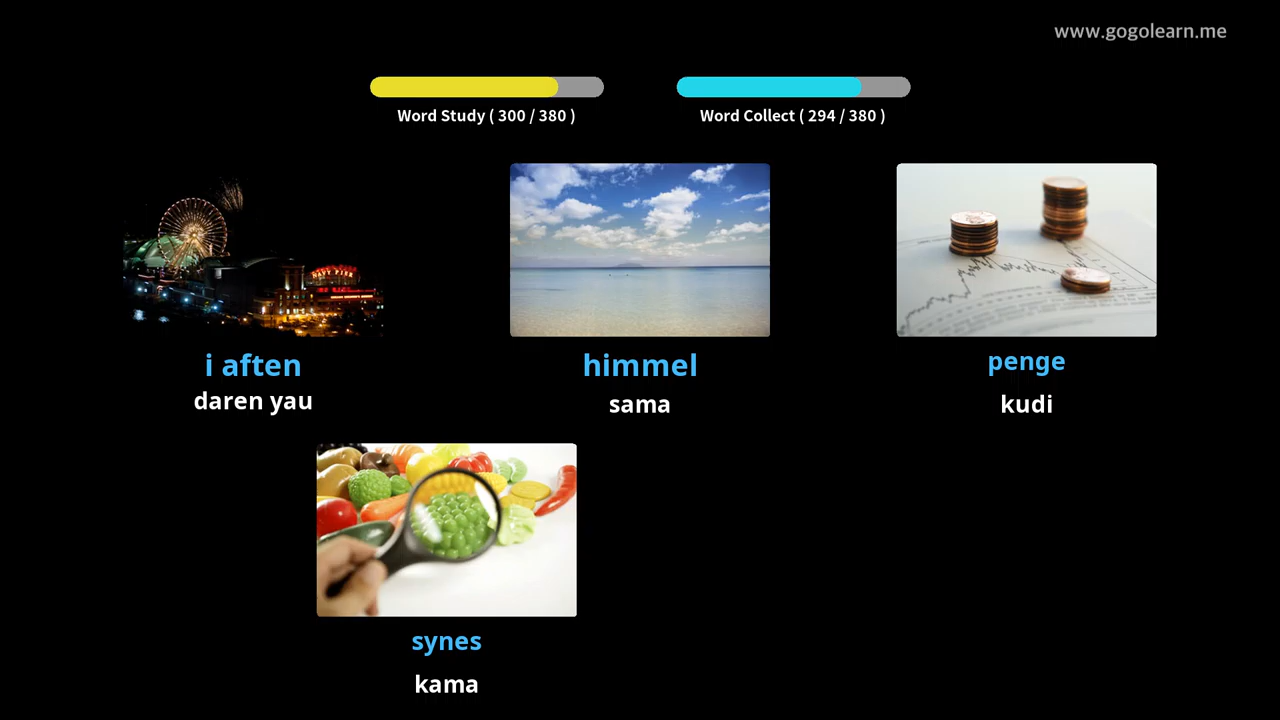 www.gogolearn.me
Word Study ( 300 / 380 )
Word Collect ( 294 / 380 )
i aften
daren yau
himmel
sama
penge
kudi
synes
kama